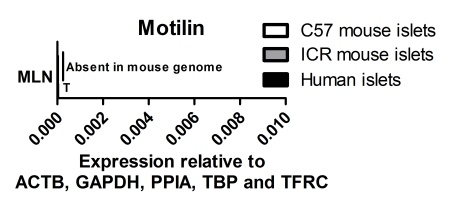 Motilin
C57 mouse islets
ICR mouse islets
Human islets
MLN
Absent in mouse genome
T
0.000
0.002
0.004
0.006
0.008
0.010
Expression relative to
ACTB, GAPDH, PPIA, TBP and TFRC